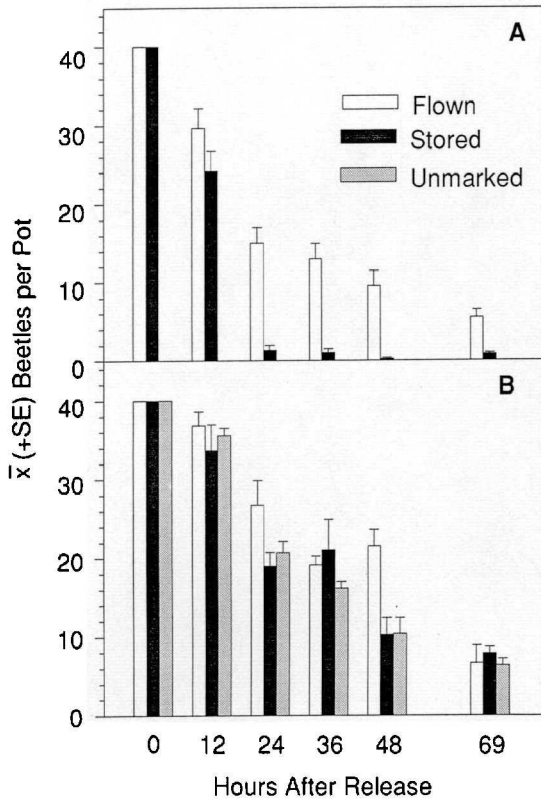 A
40
30
20
10
0
Flown
Stored
Unmarked
x̄ (+SE) Beetles per Pot
B
40
30
20
10
0
0 12 24 36 48 69
Hours After Release